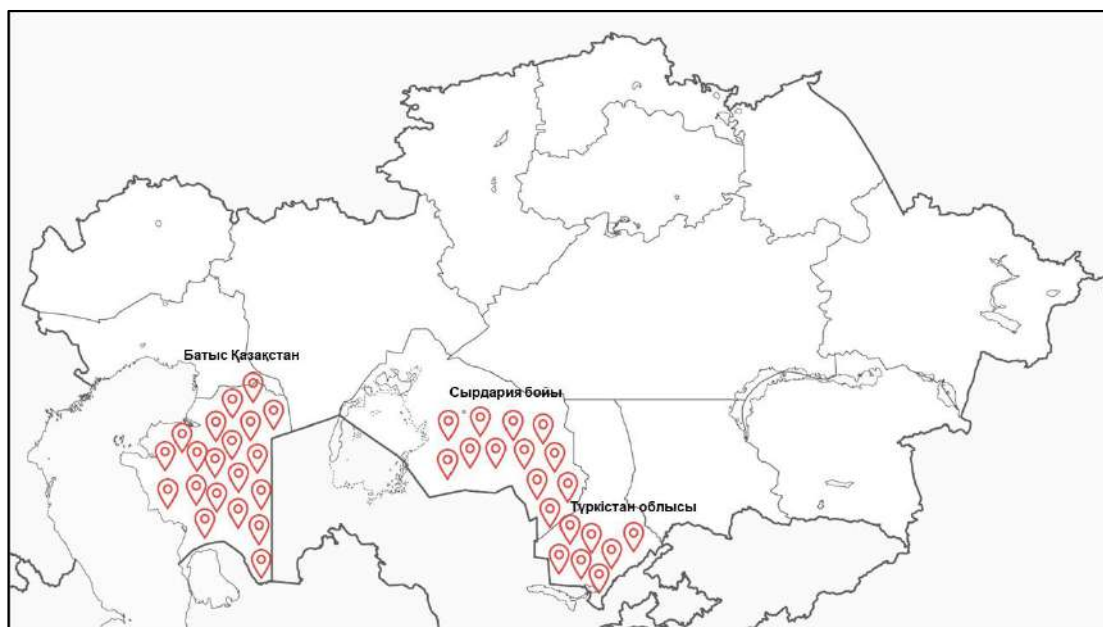 Батыс Қазақстан
Сырдария бойы
Түркістан облысы